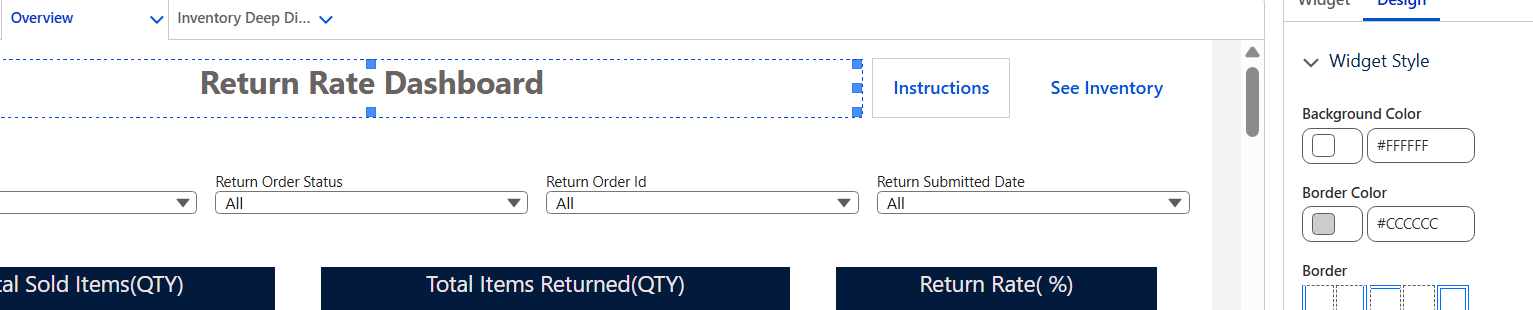 Overview
Inventory Deep Di...
Design
Return Rate Dashboard
Instructions
See Inventory
Widget Style
Background Color
#FFFFFF
Return Order Status
Return Order Id
Return Submitted Date
All
All
All
Border Color
#CCCCCC
Border
Sold Items(QTY)
Total Items Returned(QTY)
Return Rate( %)